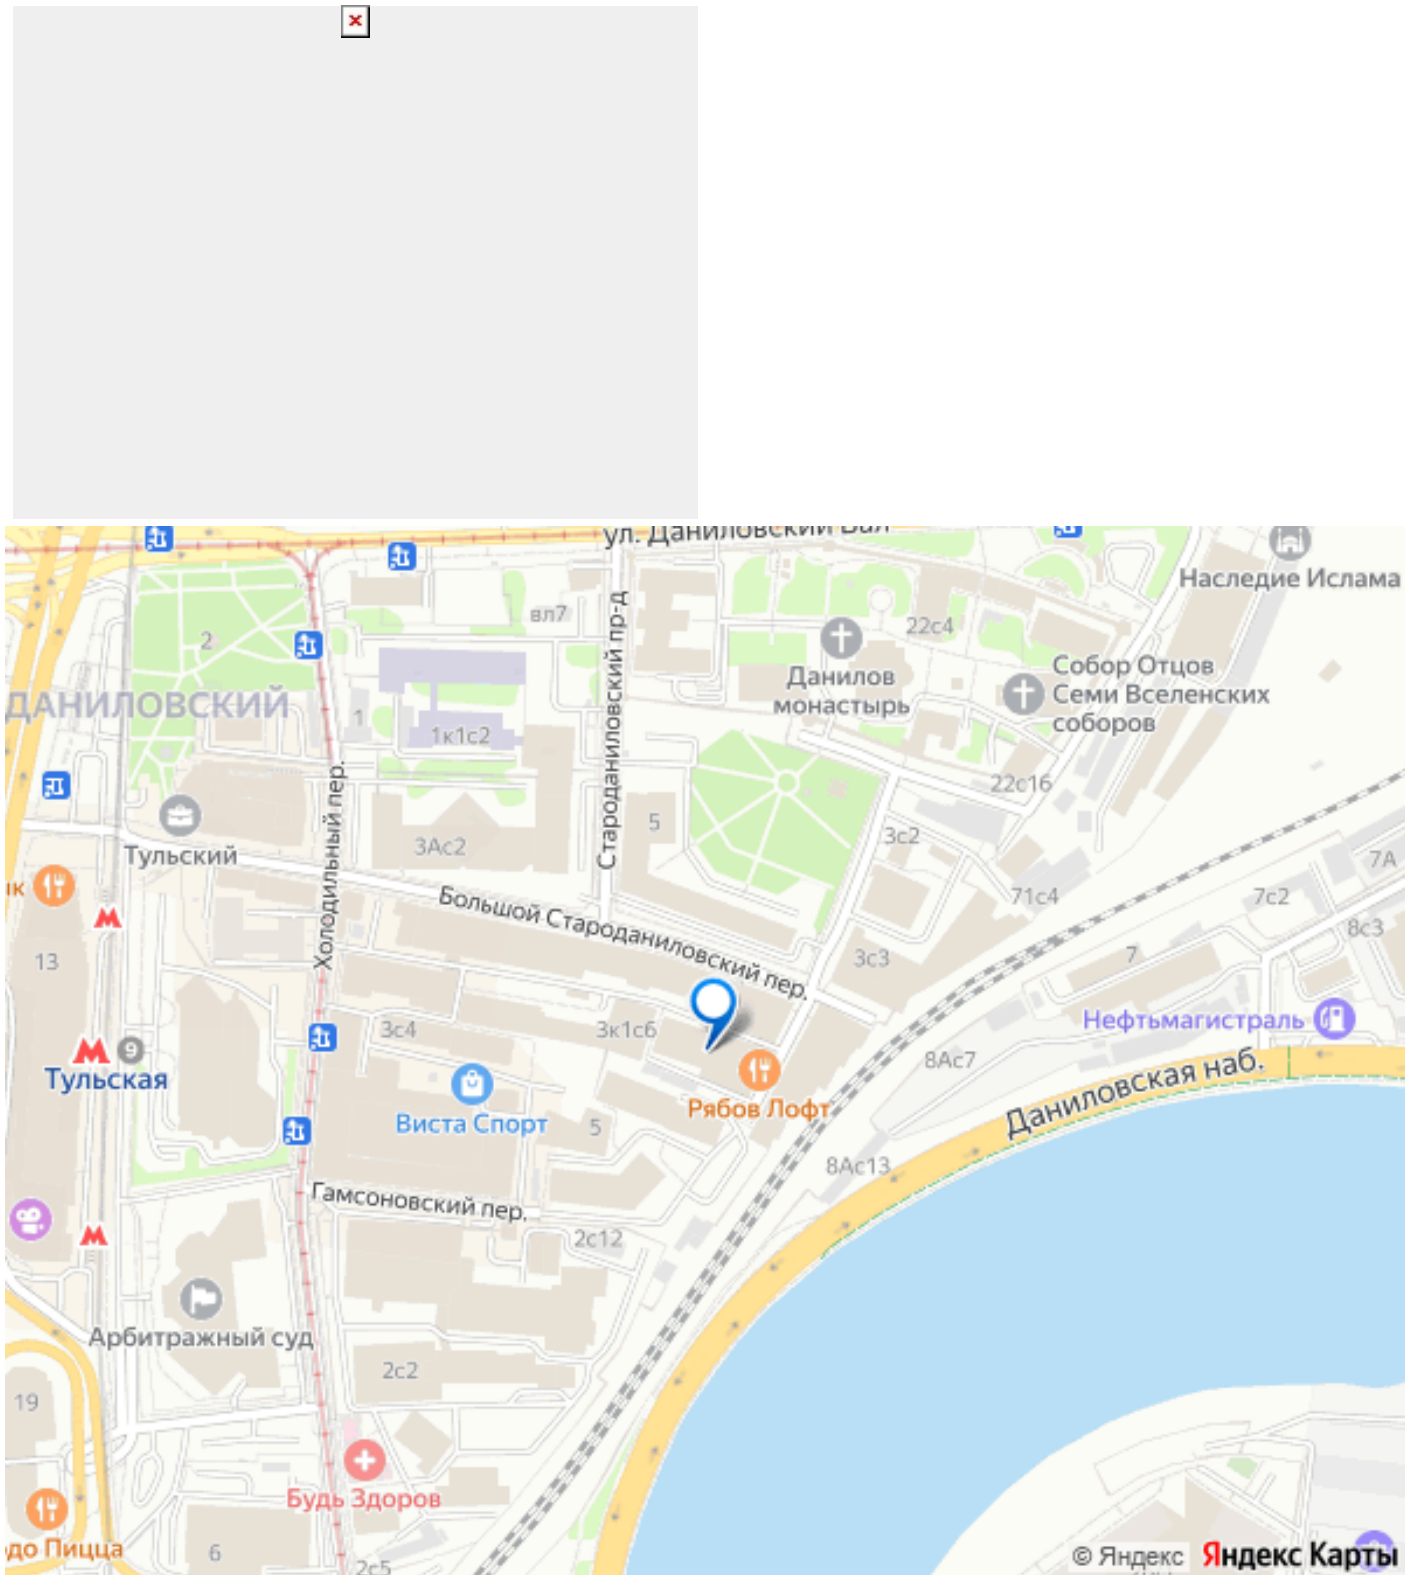 ул. Даниловский Вал
Наследие Ислама
вл7
22с4
2
Старoданиловский пр-д
Данилов
монастырь
Собор Отцов
Семи Вселенских
соборов
ДАНИЛОВСКИЙ
1
1к1с2
22с16
Холодильный пер.
5
3с2
Тульский
3Ас2
7А
71с4
7с2
8с3
Большой Староданиловский пер.
13
3с3
7
3с4
3к1с6
Нефтьмагистраль
9
Тульская
8Ас7
Даниловская наб.
Рябов Лофт
Виста Спорт
5
8Ас13
Гамсоновский пер.
2с12
Арбитражный суд
2с2
19
Будь Здоров
до Пицца
6
2с5
© Яндекс Яндекс Карты